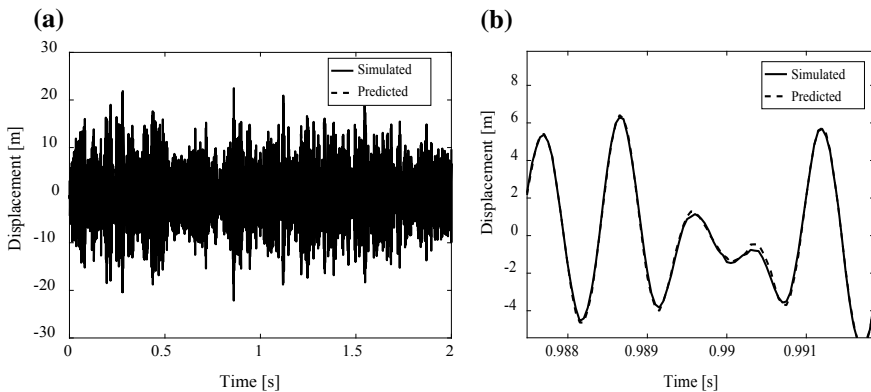 (a)
Displacement [m]
30
20
10
0
-10
-20
-30
0
0.5
1
1.5
2
Time [s]
Simulated
Predicted
(b)
Displacement [m]
8
6
4
2
0
-2
-4
0.988
0.989
0.99
0.991
Time [s]
Simulated
Predicted